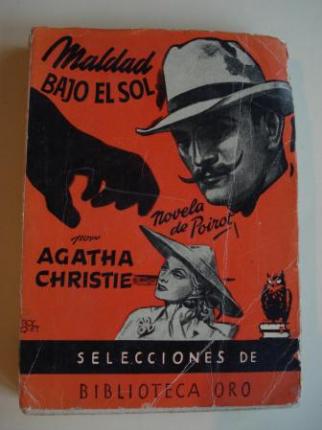 Maldad
BAJO EL SOL
Novela
de Poirot
por
AGATHA
CHRISTIE
SELECCIONES DE
BIBLIOTECA ORO